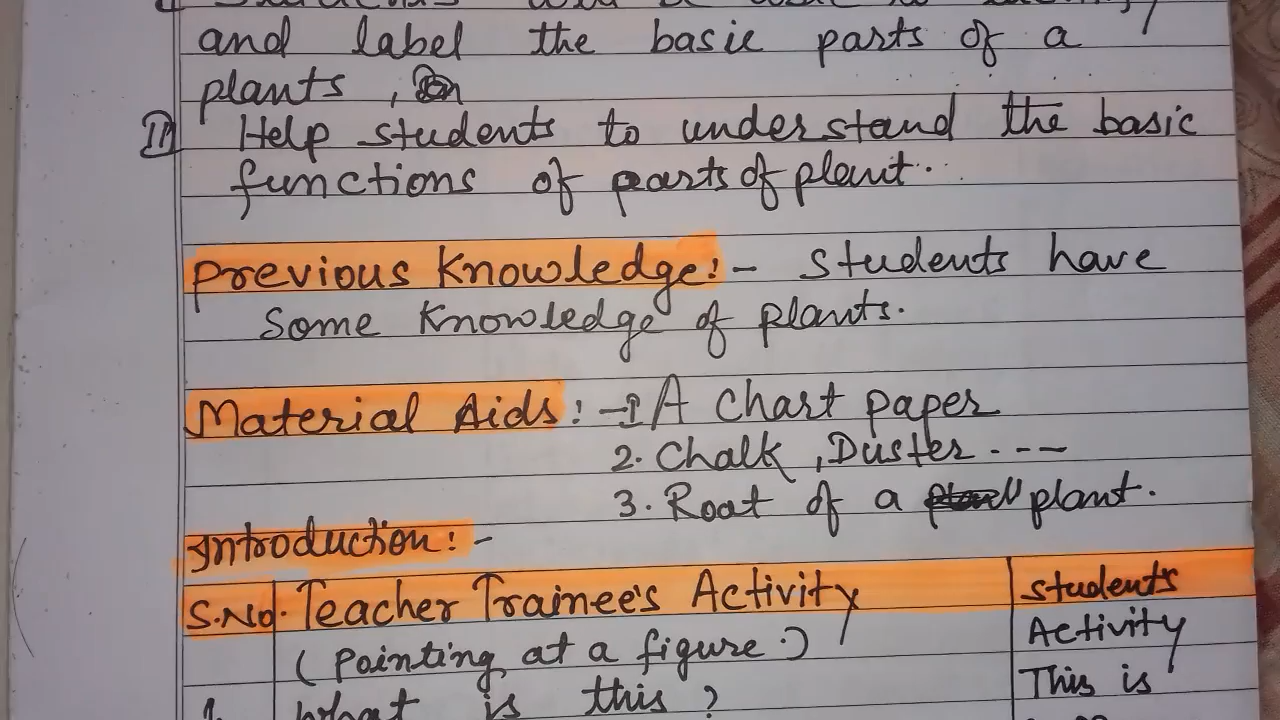 and label the basic parts of a
plants ,
II) Help students to understand the basic
functions of parts of plant..
Previous Knowledge:- Students have
Some Knowledge of plants.
Material Aids: -1 A Chart paper
2. Chalk , Duster - - - -
3. Root of a plant.
Introduction:-
S.No. Teacher Trainee's Activity Students
Activity
(Pointing at a figure.)
This is
1. What is this?